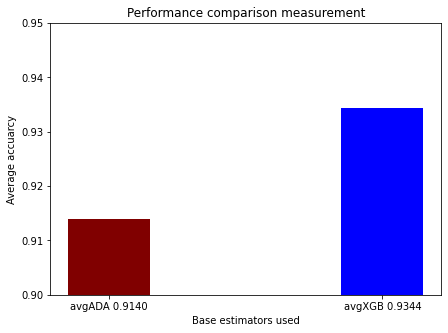 Performance comparison measurement
Average accuarcy
0.95
0.94
0.93
0.92
0.91
0.90
avgADA 0.9140
avgXGB 0.9344
Base estimators used